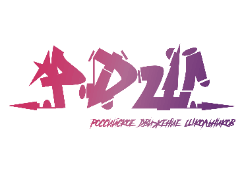 РДШ
РОССИЙСКОЕ ДВИЖЕНИЕ ШКОЛЬНИКОВ